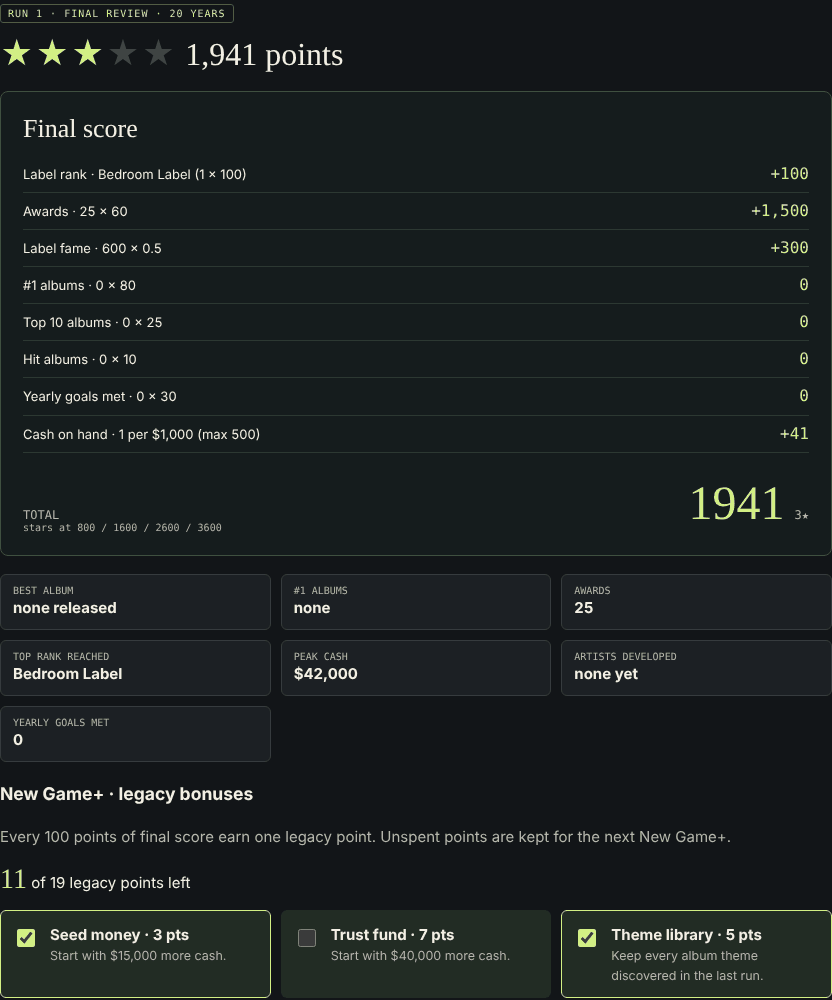 RUN 1 · FINAL REVIEW · 20 YEARS
★★★★★ 1,941 points
Final score
Label rank · Bedroom Label (1 × 100) +100
Awards · 25 × 60 +1,500
Label fame · 600 × 0.5 +300
#1 albums · 0 × 80 0
Top 10 albums · 0 × 25 0
Hit albums · 0 × 10 0
Yearly goals met · 0 × 30 0
Cash on hand · 1 per $1,000 (max 500) +41
TOTAL
stars at 800 / 1600 / 2600 / 3600
1941 3★
BEST ALBUM
none released
#1 ALBUMS
none
AWARDS
25
TOP RANK REACHED
Bedroom Label
PEAK CASH
$42,000
ARTISTS DEVELOPED
none yet
YEARLY GOALS MET
0
New Game+ · legacy bonuses
Every 100 points of final score earn one legacy point. Unspent points are kept for the next New Game+.
11 of 19 legacy points left
Seed money · 3 pts
Start with $15,000 more cash.
Trust fund · 7 pts
Start with $40,000 more cash.
Theme library · 5 pts
Keep every album theme
discovered in the last run.